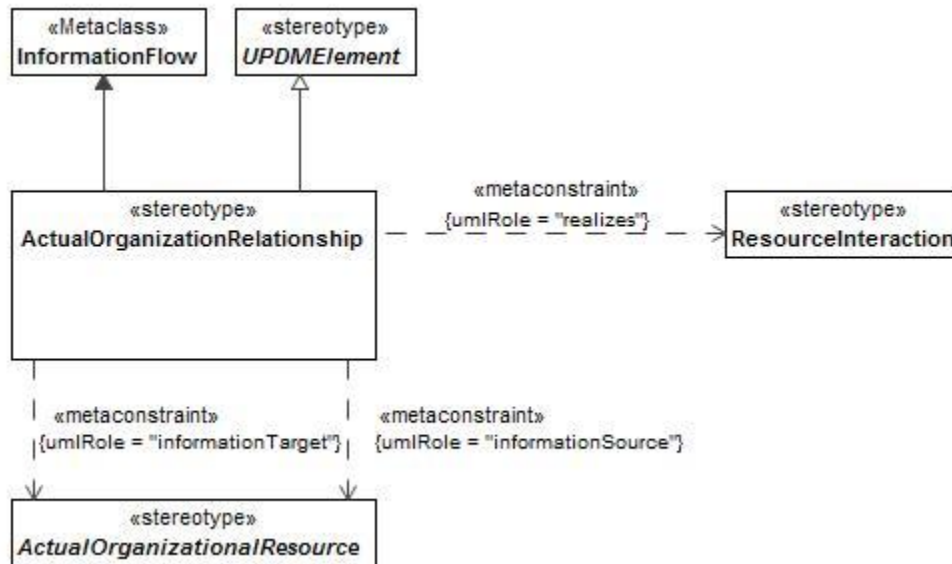 «Metaclass»
InformationFlow
«stereotype»
UPDMElement
«stereotype»
ActualOrganizationRelationship
«metaconstraint»
{umlRole = "realizes"}
«stereotype»
ResourceInteraction
«metaconstraint»
{umlRole = "informationTarget"}
«metaconstraint»
{umlRole = "informationSource"}
«stereotype»
ActualOrganizationalResource